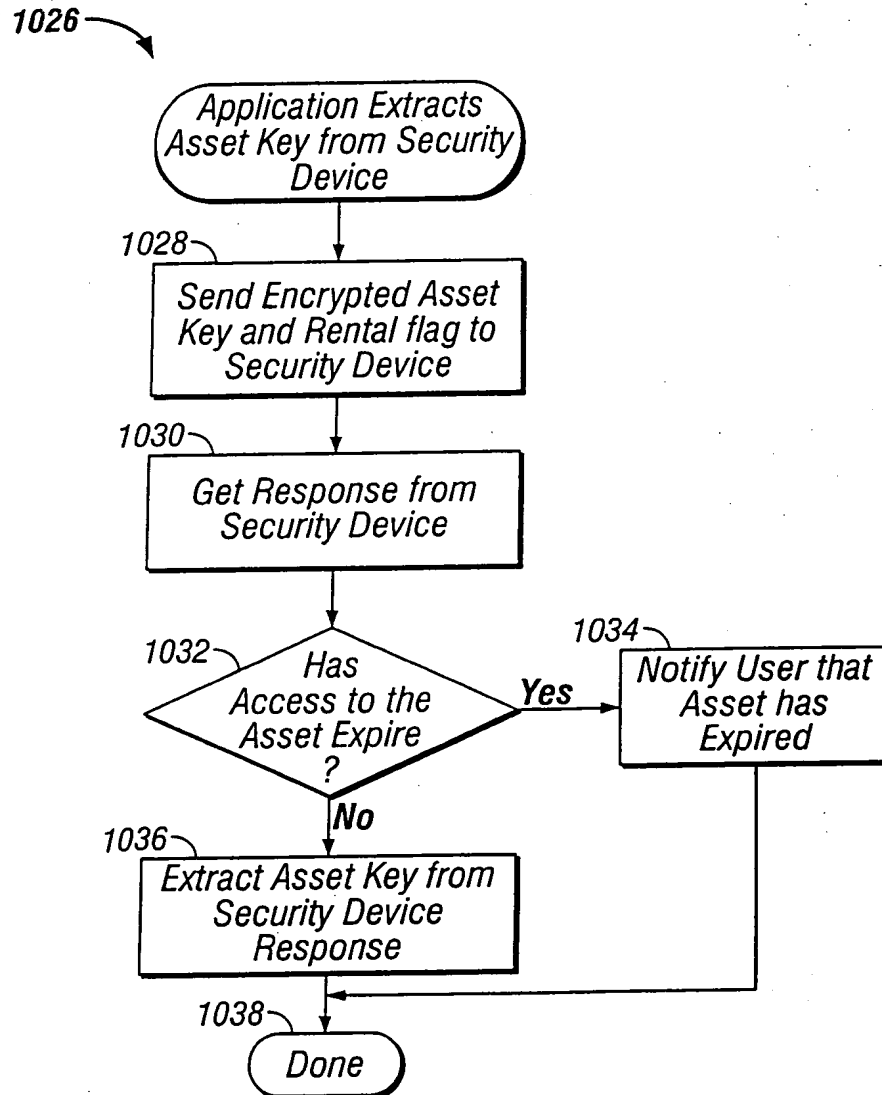 1026
Application Extracts
Asset Key from Security
Device
1028
Send Encrypted Asset
Key and Rental flag to
Security Device
1030
Get Response from
Security Device
1032
Has
Access to the
Asset Expire
?
Yes
1034
Notify User that
Asset has
Expired
No
1036
Extract Asset Key from
Security Device
Response
1038
Done